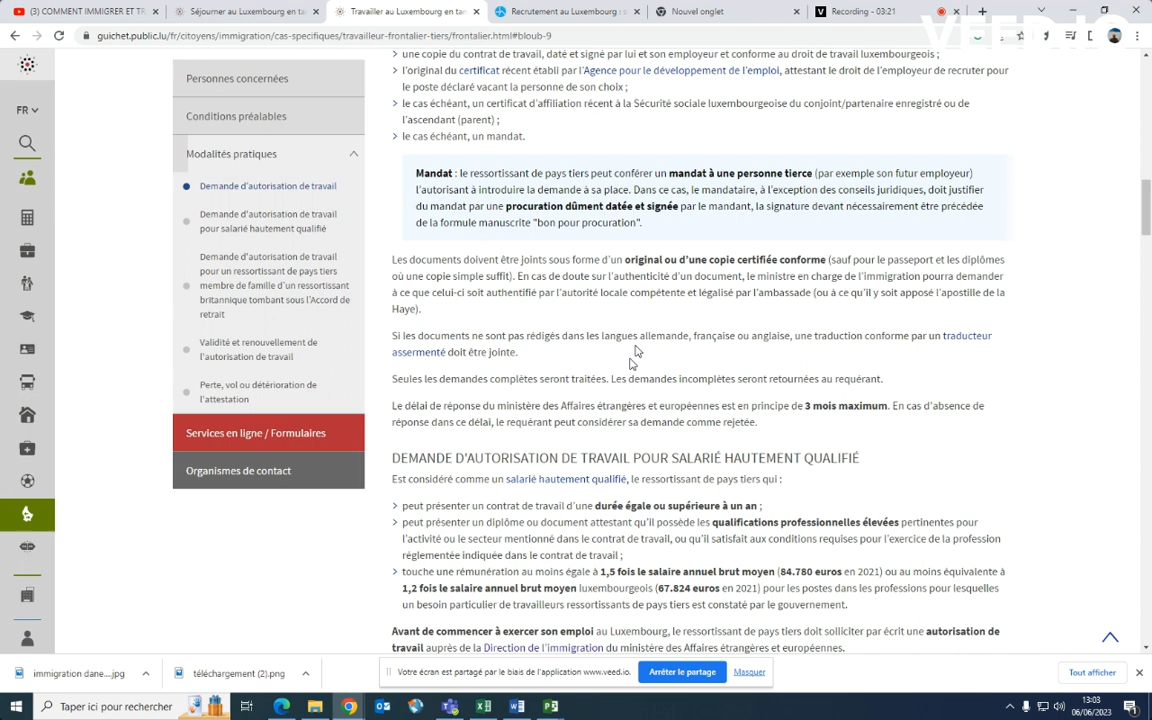 (3) COMMENT IMMIGRER ET TR
Séjourner au Luxembourg en ta
Travailler au Luxembourg en tan
Recrutement au Luxembourg :
Nouvel onglet
Recording - 03:21
VEED.IO
guichet.public.lu/fr/citoyens/immigration/cas-specifiques/travailleur-frontalier-tiers/frontalier.html#bloub-9
FR
Personnes concernées
Conditions préalables
Modalités pratiques
Demande d'autorisation de travail
Demande d'autorisation de travail
pour salarié hautement qualifié
Demande d'autorisation de travail
pour un ressortissant de pays tiers
membre de famille d'un ressortissant
britannique tombant sous l'Accord de
retrait
Validité et renouvellement de
l'autorisation de travail
Perte, vol ou détérioration de
l'attestation
Services en ligne / Formulaires
Organismes de contact
> une copie du contrat de travail, daté et signé par lui et son employeur et conforme au droit de travail luxembourgeois ;
> l'original du certificat récent établi par l'Agence pour le développement de l'emploi, attestant le droit de l'employeur de recruter pour
le poste déclaré vacant la personne de son choix ;
> le cas échéant, un certificat d'affiliation récent à la Sécurité sociale luxembourgeoise du conjoint/partenaire enregistré ou de
l'ascendant (parent) ;
> le cas échéant, un mandat.
Mandat : le ressortissant de pays tiers peut conférer un mandat à une personne tierce (par exemple son futur employeur)
l'autorisant à introduire la demande à sa place. Dans ce cas, le mandataire, à l'exception des conseils juridiques, doit justifier
du mandat par une procuration dûment datée et signée par le mandant, la signature devant nécessairement être précédée
de la formule manuscrite "bon pour procuration".
Les documents doivent être joints sous forme d'un original ou d'une copie certifiée conforme (sauf pour le passeport et les diplômes
où une copie simple suffit). En cas de doute sur l'authenticité d'un document, le ministre en charge de l'immigration pourra demander
à ce que celui-ci soit authentifié par l'autorité locale compétente et légalisé par l'ambassade (ou à ce qu'il y soit apposé l'apostille de la
Haye).
Si les documents ne sont pas rédigés dans les langues allemande, française ou anglaise, une traduction conforme par un traducteur
assermenté doit être jointe.
Seules les demandes complètes seront traitées. Les demandes incomplètes seront retournées au requérant.
Le délai de réponse du ministère des Affaires étrangères et européennes est en principe de 3 mois maximum. En cas d'absence de
réponse dans ce délai, le requérant peut considérer sa demande comme rejetée.
DEMANDE D'AUTORISATION DE TRAVAIL POUR SALARIÉ HAUTEMENT QUALIFIÉ
Est considéré comme un salarié hautement qualifié, le ressortissant de pays tiers qui :
> peut présenter un contrat de travail d'une durée égale ou supérieure à un an ;
> peut présenter un diplôme ou document attestant qu'il possède les qualifications professionnelles élevées pertinentes pour
l'activité ou le secteur mentionné dans le contrat de travail, ou qu'il satisfait aux conditions requises pour l'exercice de la profession
réglementée indiquée dans le contrat de travail ;
> touche une rémunération au moins égale à 1,5 fois le salaire annuel brut moyen (84.780 euros en 2021) ou au moins équivalente à
1,2 fois le salaire annuel brut moyen luxembourgeois (67.824 euros en 2021) pour les postes dans les professions pour lesquelles
un besoin particulier de travailleurs ressortissants de pays tiers est constaté par le gouvernement.
Avant de commencer à exercer son emploi au Luxembourg, le ressortissant de pays tiers doit solliciter par écrit une autorisation de
travail auprès de la Direction de l'immigration du ministère des Affaires étrangères et européennes.
immigration dane....jpg
téléchargement (2).png
Votre écran est partagé par le biais de l'application www.veed.io.
Arrêter le partage
Masquer
Tout afficher
Taper ici pour rechercher
13:03
06/06/2023
1